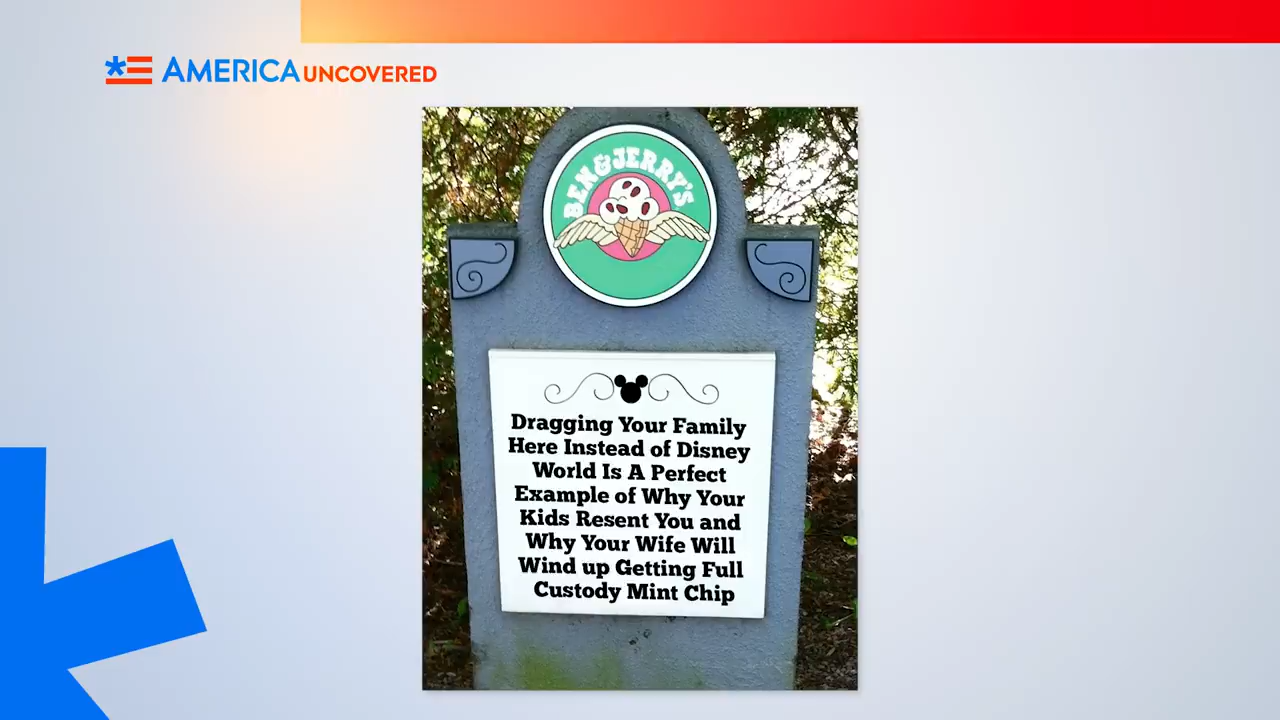 AMERICA UNCOVERED
BEN & JERRY'S
Dragging Your Family
Here Instead of Disney
World Is A Perfect
Example of Why Your
Kids Resent You and
Why Your Wife Will
Wind up Getting Full
Custody Mint Chip